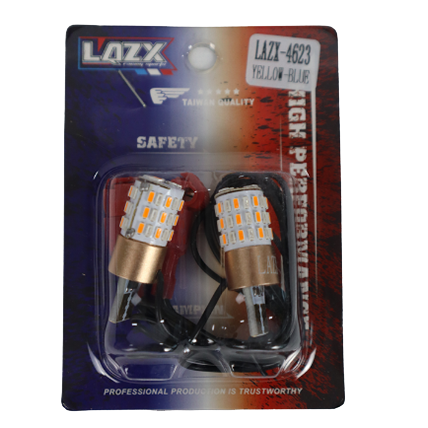 LAZX
LAZX-4623
YELLOW-BLUE
TAIWAN QUALITY
SAFETY
HIGH PERFORMANCE
PROFESSIONAL PRODUCTION IS TRUSTWORTHY